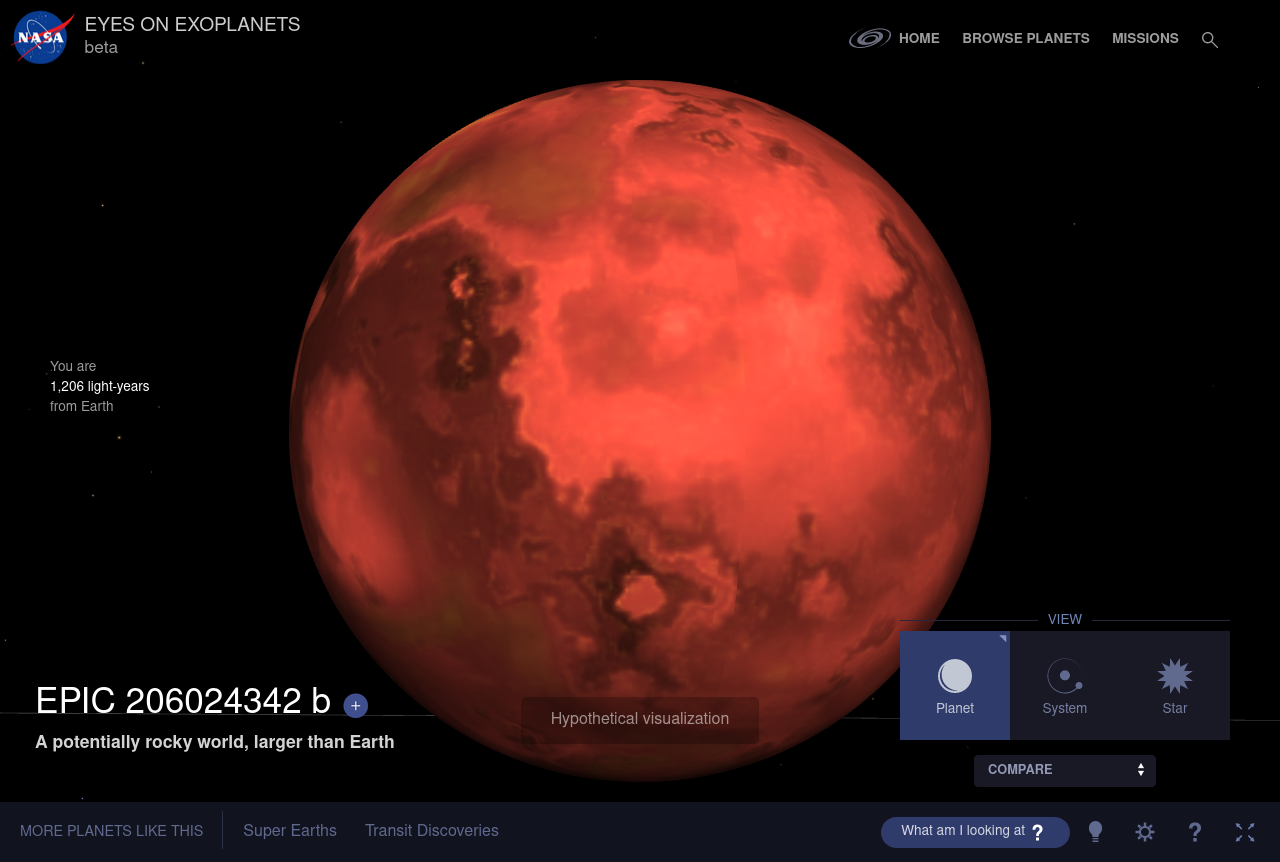 NASA
EYES ON EXOPLANETS
beta
HOME
BROWSE PLANETS
MISSIONS
You are
1,206 light-years
from Earth
VIEW
Planet
System
Star
EPIC 206024342 b +
A potentially rocky world, larger than Earth
Hypothetical visualization
COMPARE
MORE PLANETS LIKE THIS
Super Earths
Transit Discoveries
What am I looking at ?
?